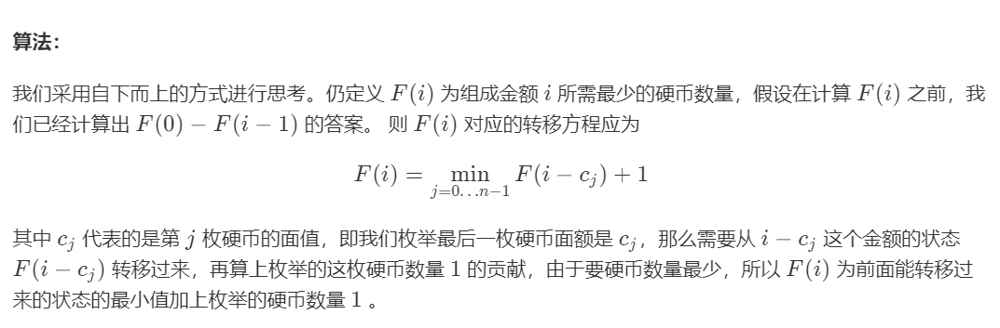 算法：
我们采用自下而上的方式进行思考。仍定义 F(i) 为组成金额 i 所需最少的硬币数量，假设在计算 F(i) 之前，我
们已经计算出 F(0) − F(i − 1) 的答案。 则 F(i) 对应的转移方程应为
F(i) = min_{j=0…n−1} F(i − c_j) + 1
其中 c_j 代表的是第 j 枚硬币的面值，即我们枚举最后一枚硬币面额是 c_j，那么需要从 i − c_j 这个金额的状态
F(i − c_j) 转移过来，再算上枚举的这枚硬币数量 1 的贡献，由于要硬币数量最少，所以 F(i) 为前面能转移过
来的状态的最小值加上枚举的硬币数量 1 。